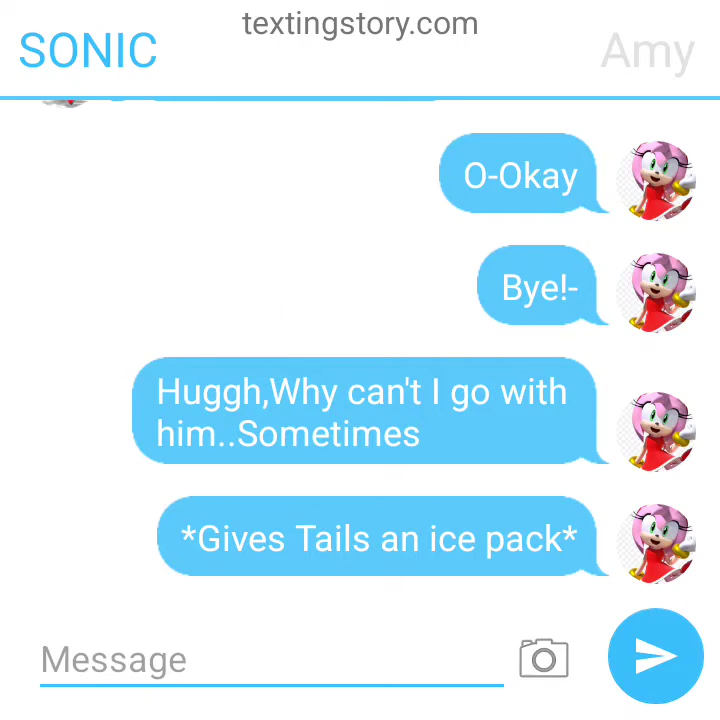 textingstory.com
SONIC
Amy
O-Okay
Bye!-
Huggh,Why can't I go with
him..Sometimes
*Gives Tails an ice pack*
Message